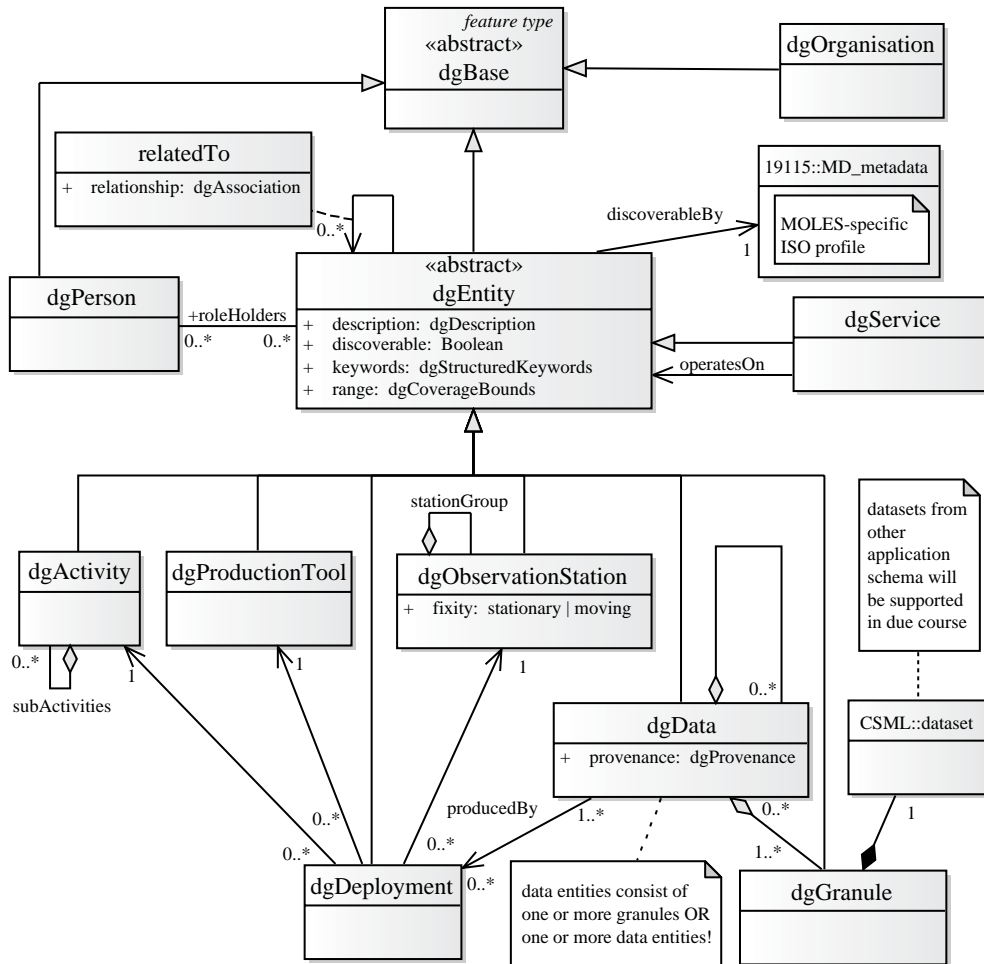 feature type
«abstract»
dgBase
dgOrganisation
relatedTo
+ relationship: dgAssociation
0..*
19115::MD_metadata
MOLES-specific
ISO profile
discoverableBy
1
«abstract»
dgEntity
+ description: dgDescription
+ discoverable: Boolean
+ keywords: dgStructuredKeywords
+ range: dgCoverageBounds
dgPerson
+roleHolders
0..*
0..*
dgService
operatesOn
stationGroup
datasets from
other
application
schema will
be supported
in due course
dgActivity
dgProductionTool
dgObservationStation
+ fixity: stationary | moving
0..*
subActivities
1
1
1
0..*
dgData
+ provenance: dgProvenance
CSML::dataset
producedBy
1..*
0..*
1
0..*
0..*
0..*
0..*
1..*
dgDeployment
data entities consist of
one or more granules OR
one or more data entities!
dgGranule